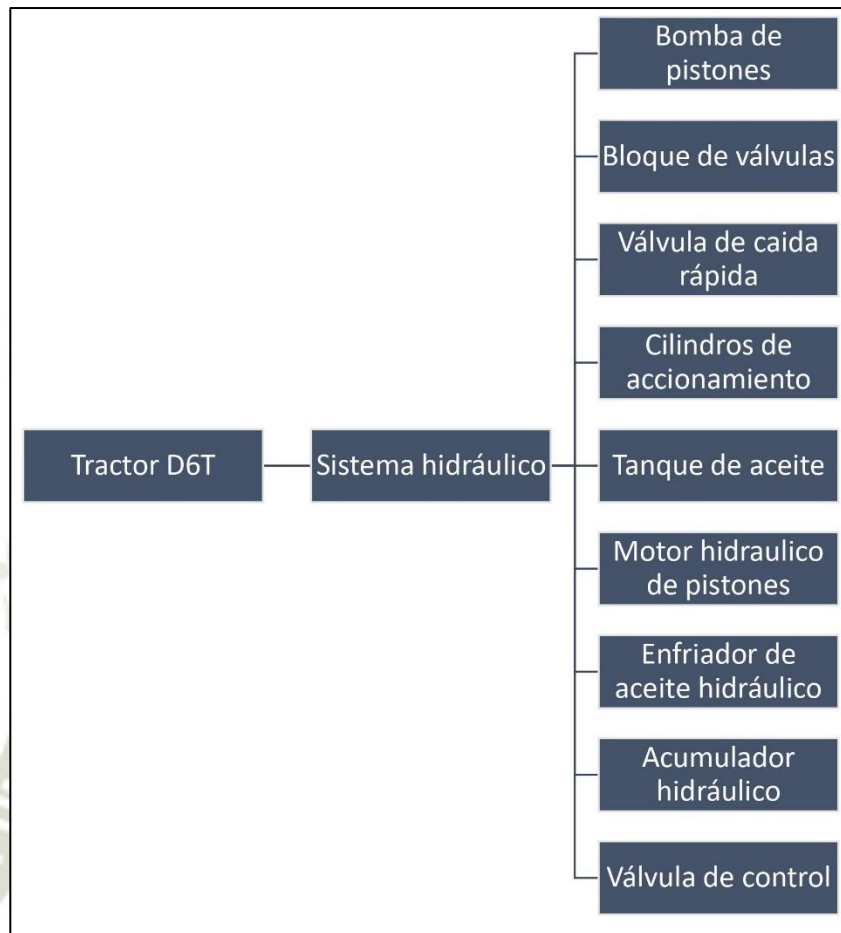 Bomba de
pistones
Bloque de válvulas
Válvula de caida
rápida
Cilindros de
accionamiento
Tractor D6T
Sistema hidráulico
Tanque de aceite
Motor hidraulico
de pistones
Enfriador de
aceite hidráulico
Acumulador
hidráulico
Válvula de control